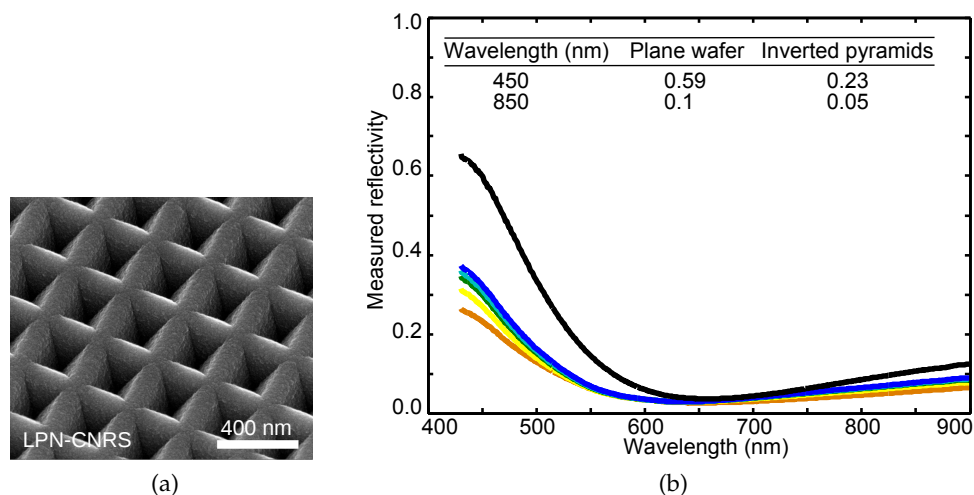 LPN-CNRS
400 nm
(a)
Measured reflectivity
1.0
0.8
0.6
0.4
0.2
0.0
Wavelength (nm) Plane wafer Inverted pyramids
450 0.59 0.23
850 0.1 0.05
400 500 600 700 800 900
Wavelength (nm)
(b)